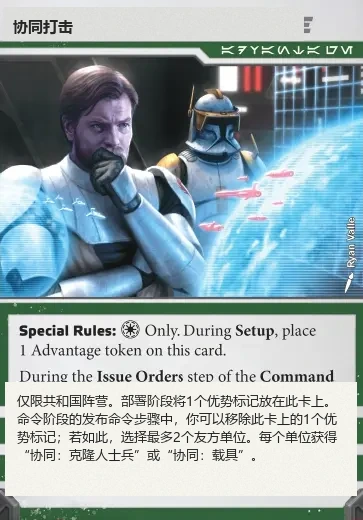 协同打击
Ryan Valle
Special Rules: Only. During Setup, place
1 Advantage token on this card.
During the Issue Orders step of the Command
仅限共和国阵营。部署阶段将1个优势标记放在此卡上。
命令阶段的发布命令步骤中，你可以移除此卡上的1个优
势标记；若如此，选择最多2个友方单位。每个单位获得
“协同：克隆人士兵”或“协同：载具”。